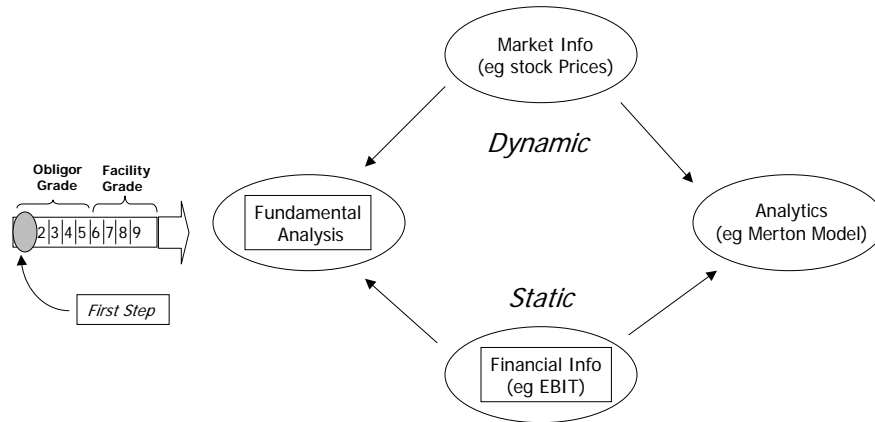 Market Info
(eg stock Prices)
Dynamic
Obligor
Grade
Facility
Grade
2 3 4 5 6 7 8 9
Fundamental
Analysis
Analytics
(eg Merton Model)
First Step
Static
Financial Info
(eg EBIT)